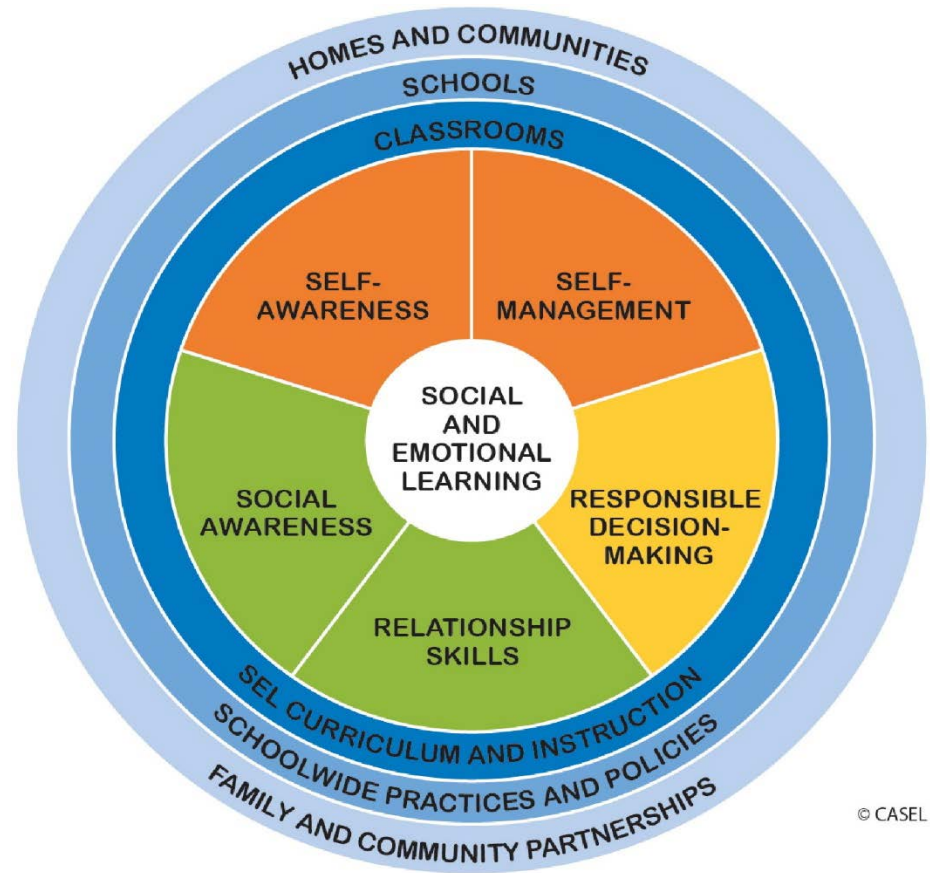 HOMES AND COMMUNITIES
SCHOOLS
CLASSROOMS
SELF-
AWARENESS
SELF-
MANAGEMENT
SOCIAL
AND
EMOTIONAL
LEARNING
SOCIAL
AWARENESS
RESPONSIBLE
DECISION-
MAKING
RELATIONSHIP
SKILLS
SEL CURRICULUM AND INSTRUCTION
SCHOOLWIDE PRACTICES AND POLICIES
FAMILY AND COMMUNITY PARTNERSHIPS
© CASEL